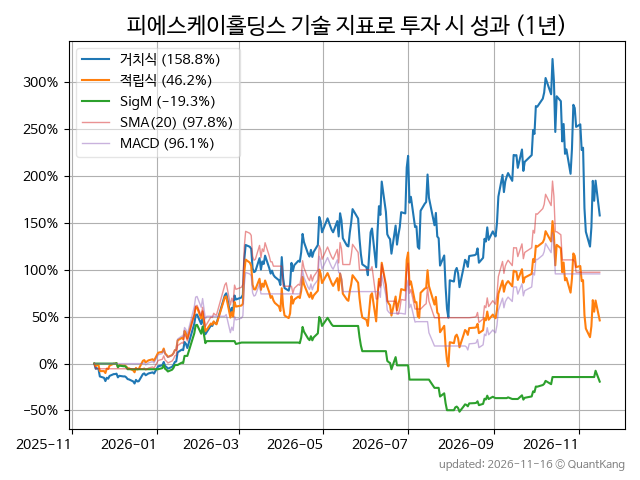 피에스케이홀딩스 기술 지표로 투자 시 성과 (1년)
거치식 (158.8%)
적립식 (46.2%)
SigM (−19.3%)
SMA(20) (97.8%)
MACD (96.1%)
300%
250%
200%
150%
100%
50%
0%
−50%
2025−11 2026−01 2026−03 2026−05 2026−07 2026−09 2026−11
updated: 2026-11-16 © QuantKang